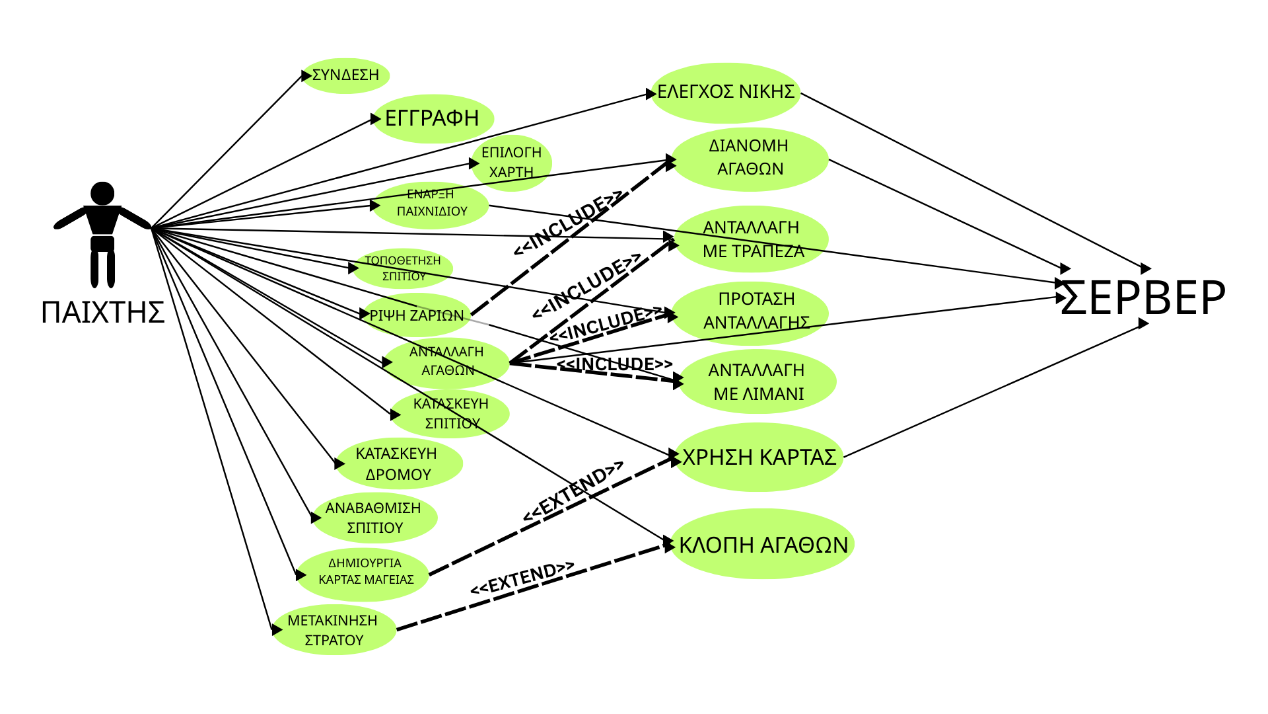 ΣΥΝΔΕΣΗ
ΕΓΓΡΑΦΗ
ΕΠΙΛΟΓΗ
ΧΑΡΤΗ
ΕΝΑΡΞΗ
ΠΑΙΧΝΙΔΙΟΥ
ΤΟΠΟΘΕΤΗΣΗ
ΣΠΙΤΙΟΥ
ΡΙΨΗ ΖΑΡΙΩΝ
ΑΝΤΑΛΛΑΓΗ
ΑΓΑΘΩΝ
ΚΑΤΑΣΚΕΥΗ
ΣΠΙΤΙΟΥ
ΚΑΤΑΣΚΕΥΗ
ΔΡΟΜΟΥ
ΑΝΑΒΑΘΜΙΣΗ
ΣΠΙΤΙΟΥ
ΔΗΜΙΟΥΡΓΙΑ
ΚΑΡΤΑΣ ΜΑΓΕΙΑΣ
ΜΕΤΑΚΙΝΗΣΗ
ΣΤΡΑΤΟΥ
ΠΑΙΧΤΗΣ
<<INCLUDE>>
<<INCLUDE>>
<<INCLUDE>>
<<INCLUDE>>
<<EXTEND>>
<<EXTEND>>
ΕΛΕΓΧΟΣ ΝΙΚΗΣ
ΔΙΑΝΟΜΗ
ΑΓΑΘΩΝ
ΑΝΤΑΛΛΑΓΗ
ΜΕ ΤΡΑΠΕΖΑ
ΠΡΟΤΑΣΗ
ΑΝΤΑΛΛΑΓΗΣ
ΑΝΤΑΛΛΑΓΗ
ΜΕ ΛΙΜΑΝΙ
ΧΡΗΣΗ ΚΑΡΤΑΣ
ΚΛΟΠΗ ΑΓΑΘΩΝ
ΣΕΡΒΕΡ